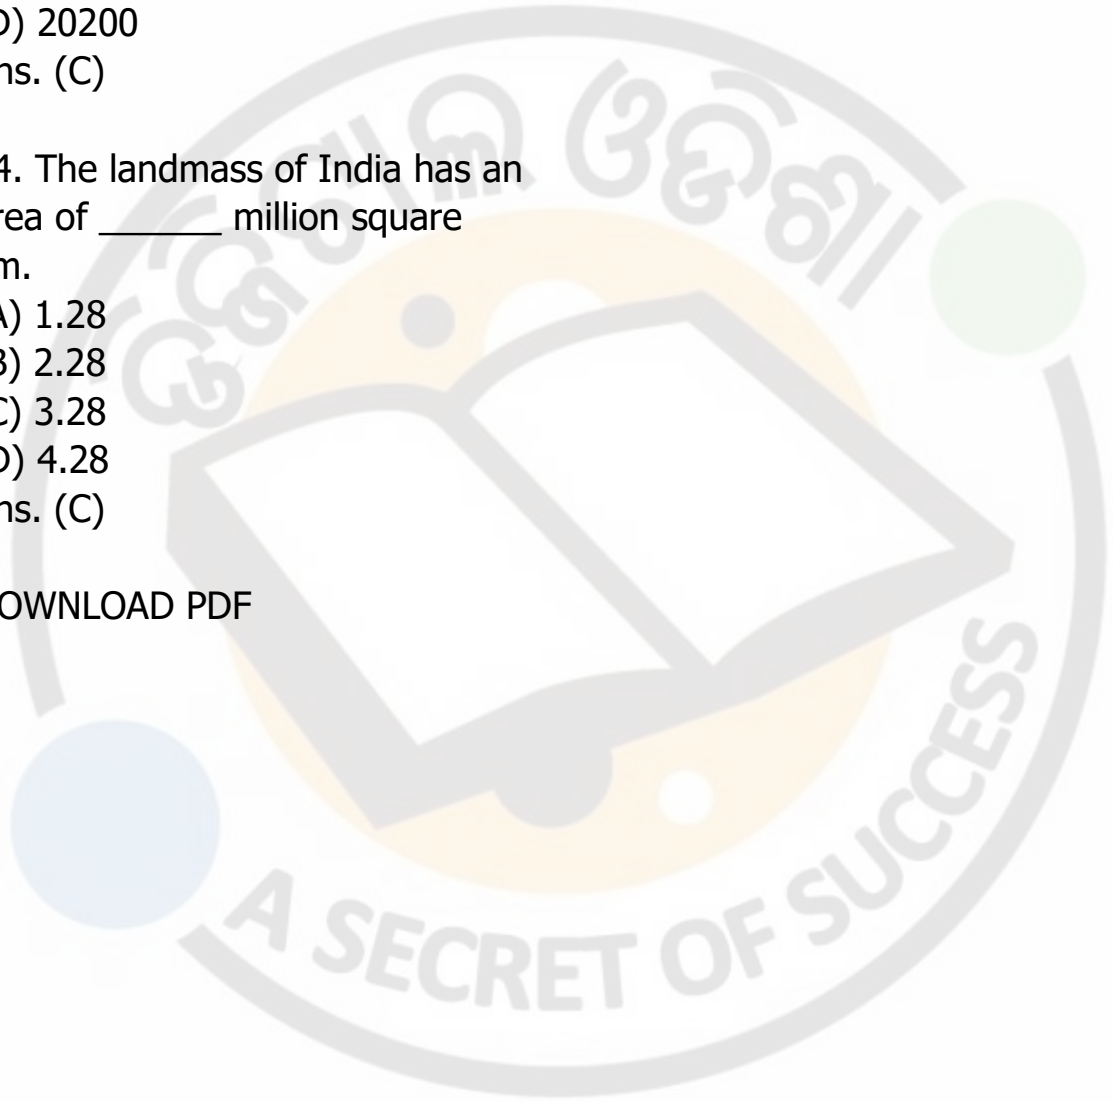 D) 20200
ns. (C)
4. The landmass of India has an
rea of ______ million square
m.
A) 1.28
B) 2.28
C) 3.28
D) 4.28
ns. (C)
OWNLOAD PDF
A SECRET OF SUCCESS